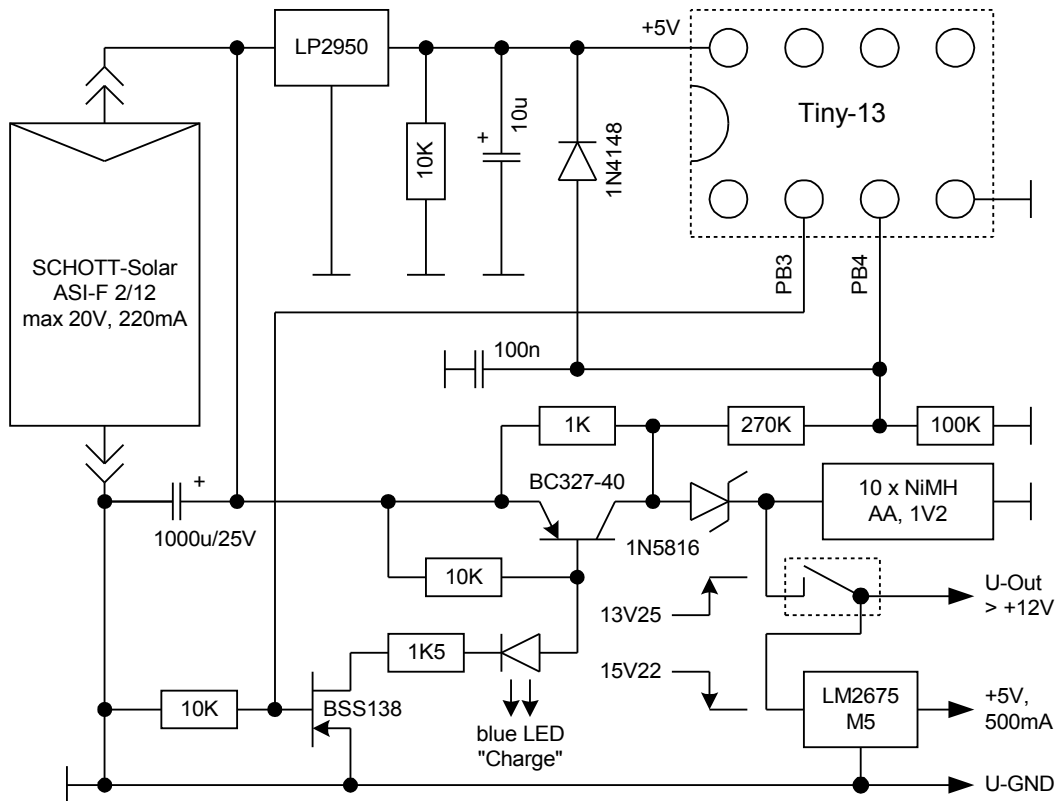 LP2950
+5V
Tiny-13
10K
+
10u
1N4148
PB3
PB4
SCHOTT-Solar
ASI-F 2/12
max 20V, 220mA
100n
1K
270K
100K
+
1000u/25V
BC327-40
1N5816
10 x NiMH
AA, 1V2
10K
13V25
U-Out
> +12V
1K5
15V22
10K
BSS138
blue LED
"Charge"
LM2675
M5
+5V,
500mA
U-GND